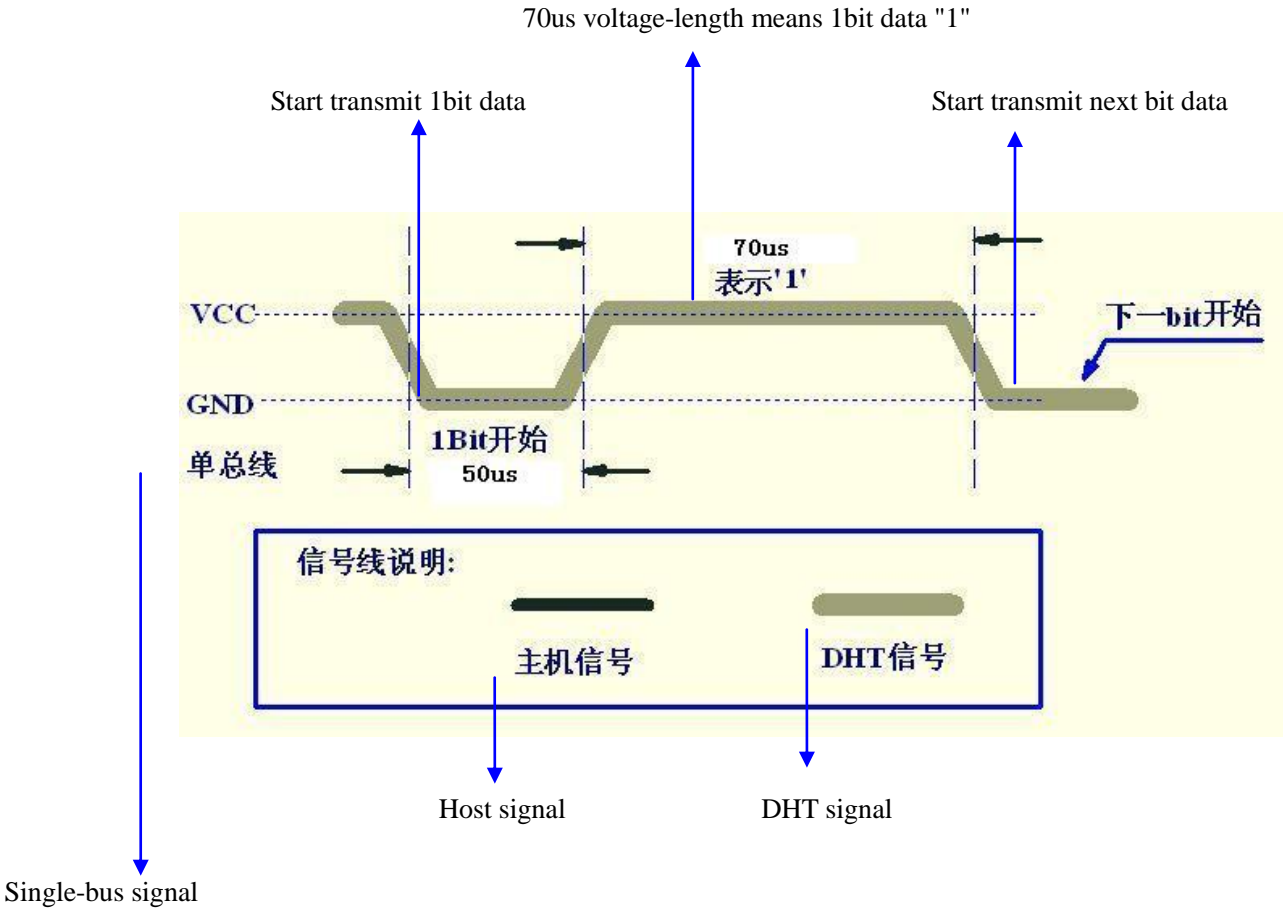 70us voltage-length means 1bit data "1"
Start transmit 1bit data
Start transmit next bit data
70us
表示'1'
VCC
下一bit开始
GND
1Bit开始
单总线
50us
信号线说明:
主机信号
DHT信号
Host signal
DHT signal
Single-bus signal